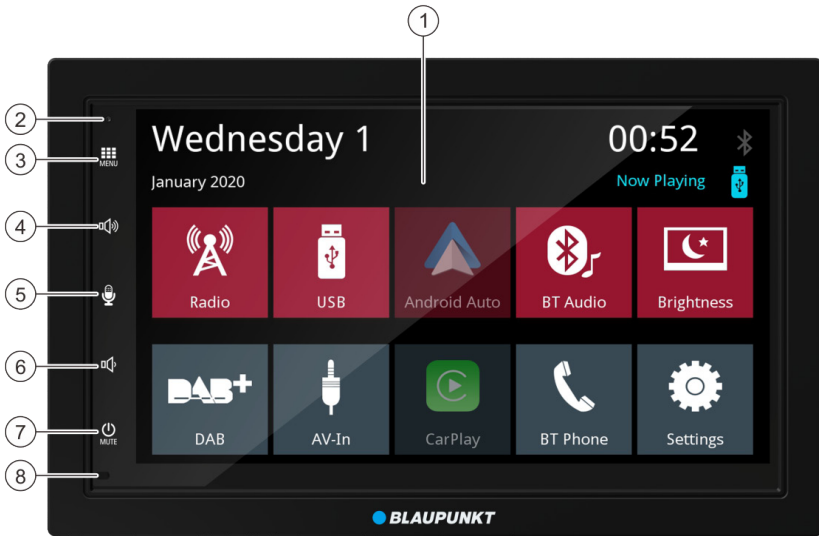 1
2
3
MENU
4
5
6
7
MUTE
8
Wednesday 1
00:52
January 2020
Now Playing
Radio
USB
Android Auto
BT Audio
Brightness
DAB+
DAB
AV-In
CarPlay
BT Phone
Settings
BLAUPUNKT